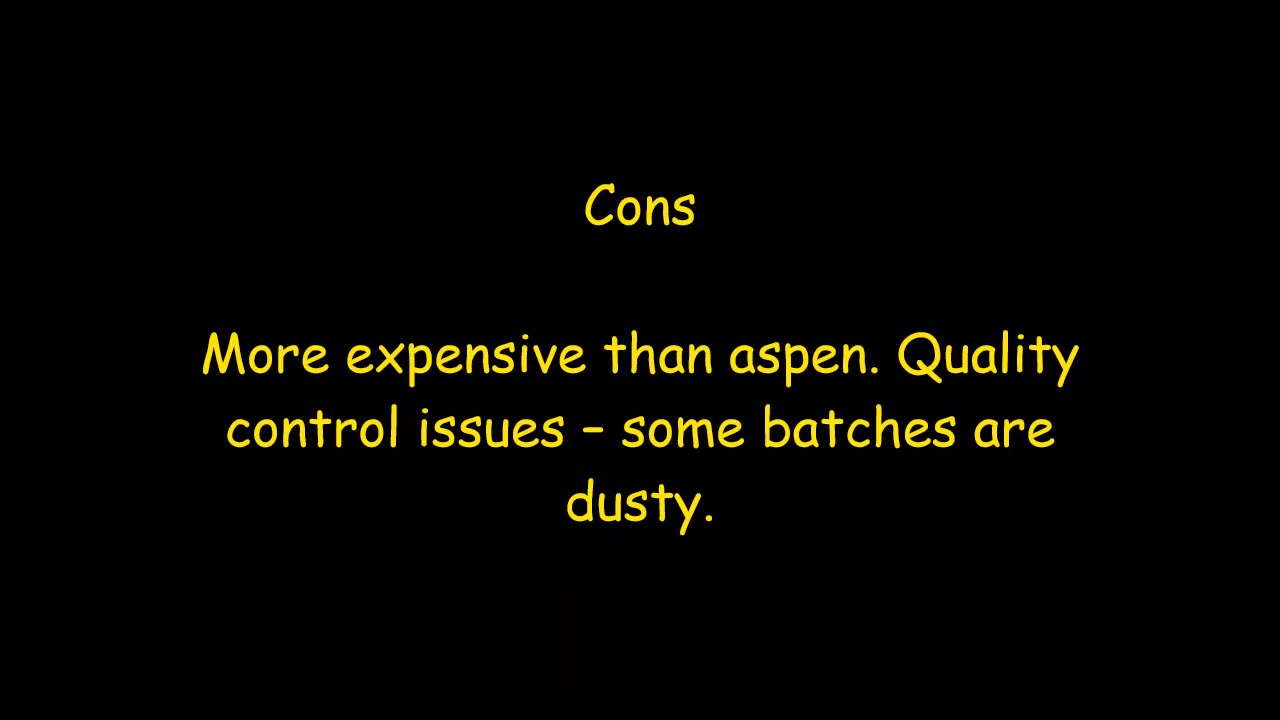 Cons
More expensive than aspen. Quality
control issues – some batches are
dusty.